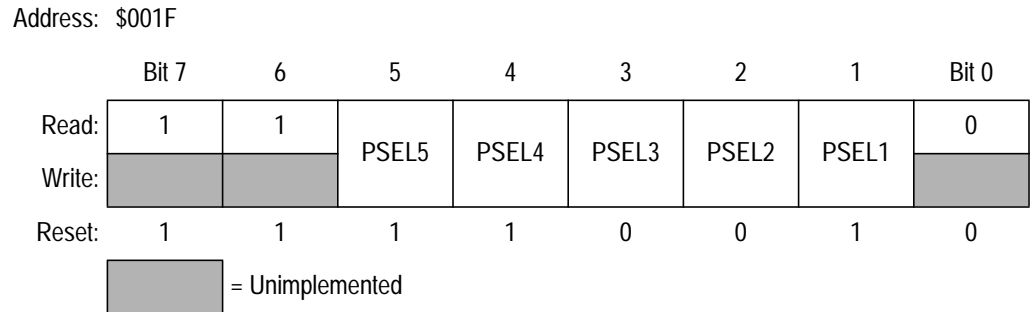 Address: $001F
Bit 7 6 5 4 3 2 1 Bit 0
Read: 1 1 PSEL5 PSEL4 PSEL3 PSEL2 PSEL1 0
Write:
Reset: 1 1 1 1 0 0 1 0
= Unimplemented